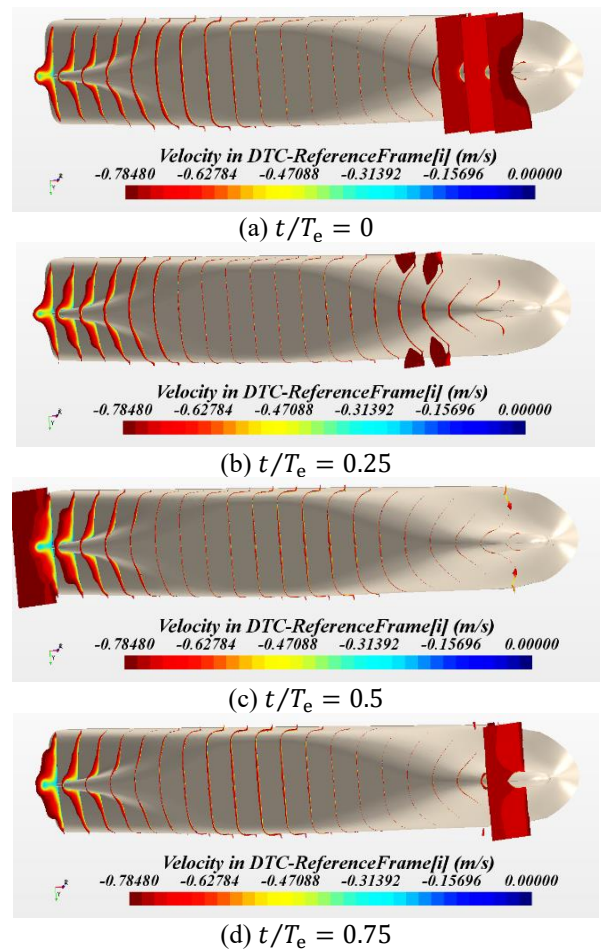 Velocity in DTC-ReferenceFrame[i] (m/s)
-0.78480 -0.62784 -0.47088 -0.31392 -0.15696 0.00000
(a) t/Tₑ = 0
Velocity in DTC-ReferenceFrame[i] (m/s)
-0.78480 -0.62784 -0.47088 -0.31392 -0.15696 0.00000
(b) t/Tₑ = 0.25
Velocity in DTC-ReferenceFrame[i] (m/s)
-0.78480 -0.62784 -0.47088 -0.31392 -0.15696 0.00000
(c) t/Tₑ = 0.5
Velocity in DTC-ReferenceFrame[i] (m/s)
-0.78480 -0.62784 -0.47088 -0.31392 -0.15696 0.00000
(d) t/Tₑ = 0.75